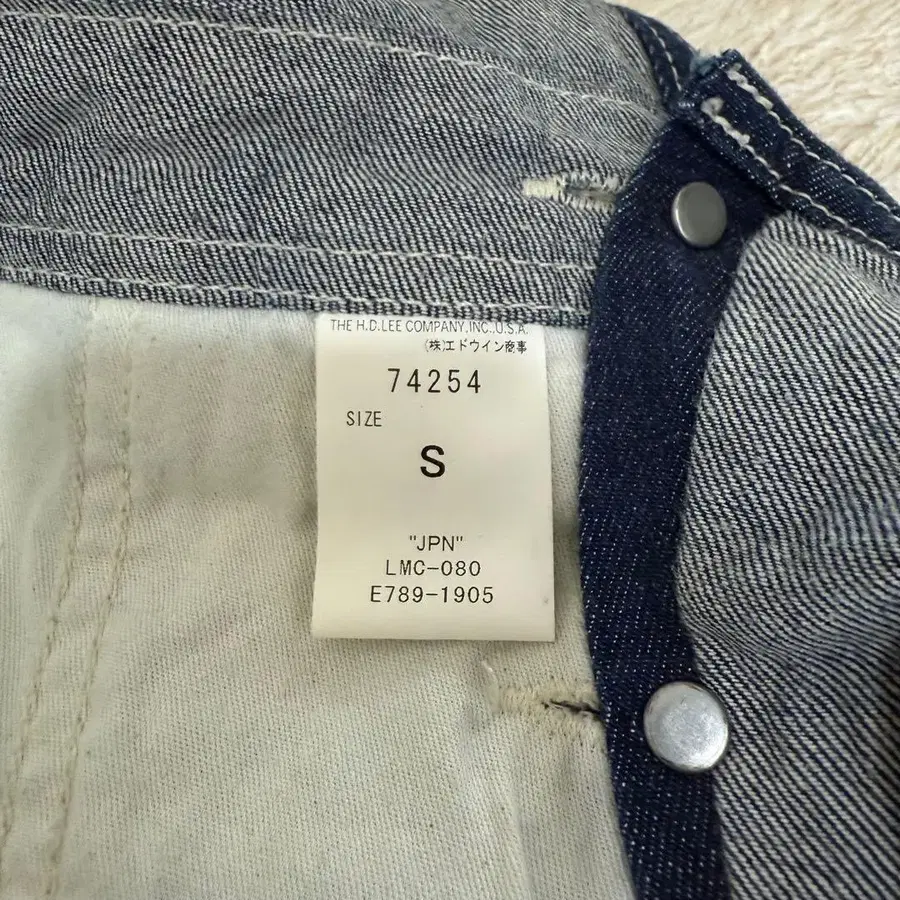 THE H.D.LEE COMPANY,INC.,U.S.A.
(株)エドウイン商事
74254
SIZE
S
"JPN"
LMC-080
E789-1905